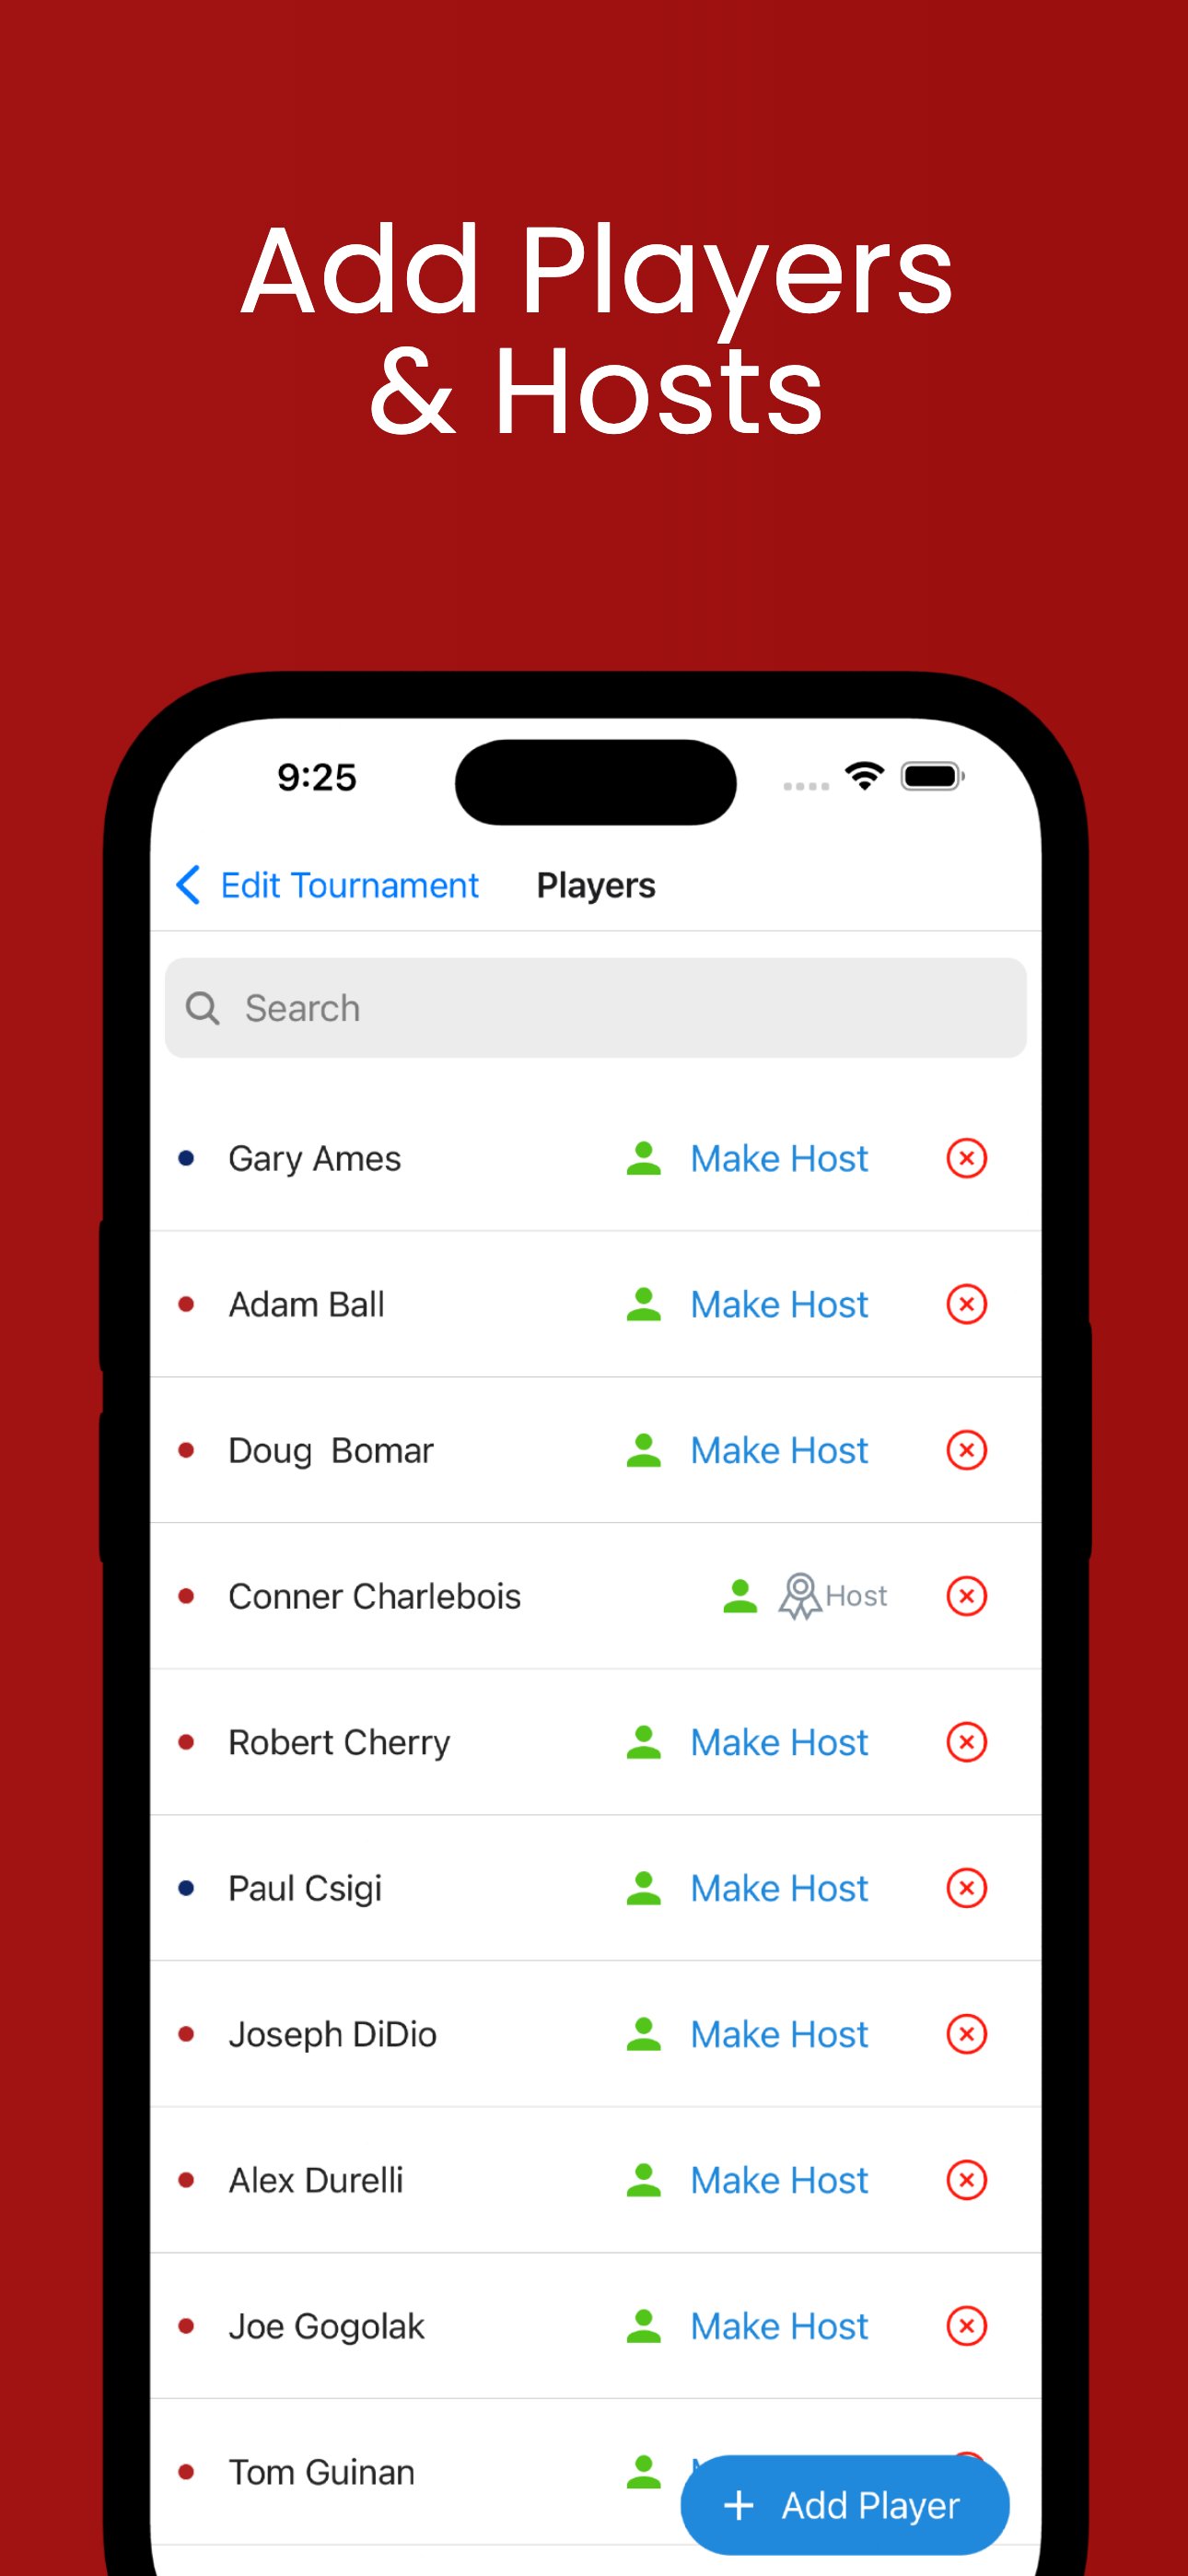 Add Players
& Hosts
9:25
Edit Tournament Players
Search
Gary Ames Make Host
Adam Ball Make Host
Doug  Bomar Make Host
Conner Charlebois Host
Robert Cherry Make Host
Paul Csigi Make Host
Joseph DiDio Make Host
Alex Durelli Make Host
Joe Gogolak Make Host
Tom Guinan
+ Add Player